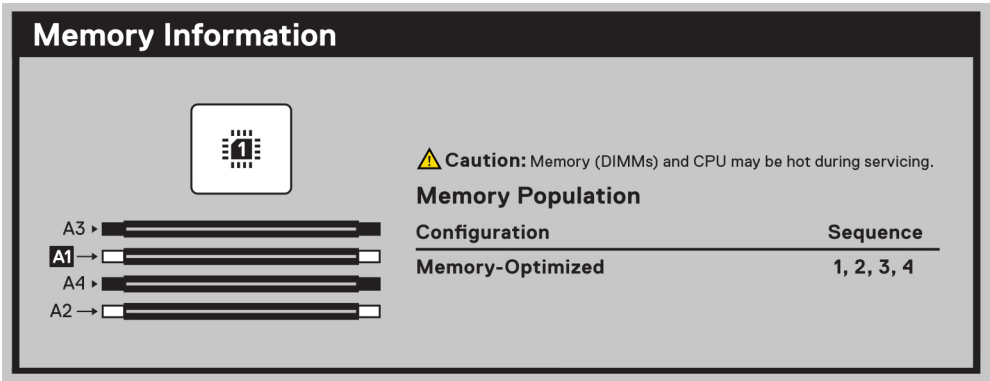 Memory Information
1
Caution: Memory (DIMMs) and CPU may be hot during servicing.
Memory Population
Configuration Sequence
Memory-Optimized 1, 2, 3, 4
A3
A1
A4
A2